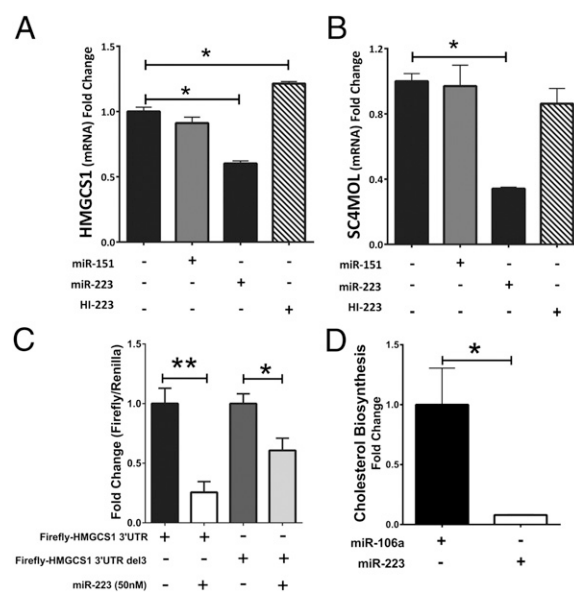 A
HMGCS1 (mRNA) Fold Change
1.5
1.0
0.5
0.0
*
*
miR-151 - + - -
miR-223 - - + -
HI-223 - - - +
B
SC4MOL (mRNA) Fold Change
1.2
0.8
0.4
0.0
*
miR-151 - + - -
miR-223 - - + -
HI-223 - - - +
C
Fold Change (Firefly/Renilla)
1.5
1.0
0.5
0.0
**
*
Firefly-HMGCS1 3'UTR + + - -
Firefly-HMGCS1 3'UTR del3 - - + +
miR-223 (50nM) - + - +
D
Cholesterol Biosynthesis
Fold Change
1.5
1.0
0.5
0.0
*
miR-106a + -
miR-223 - +